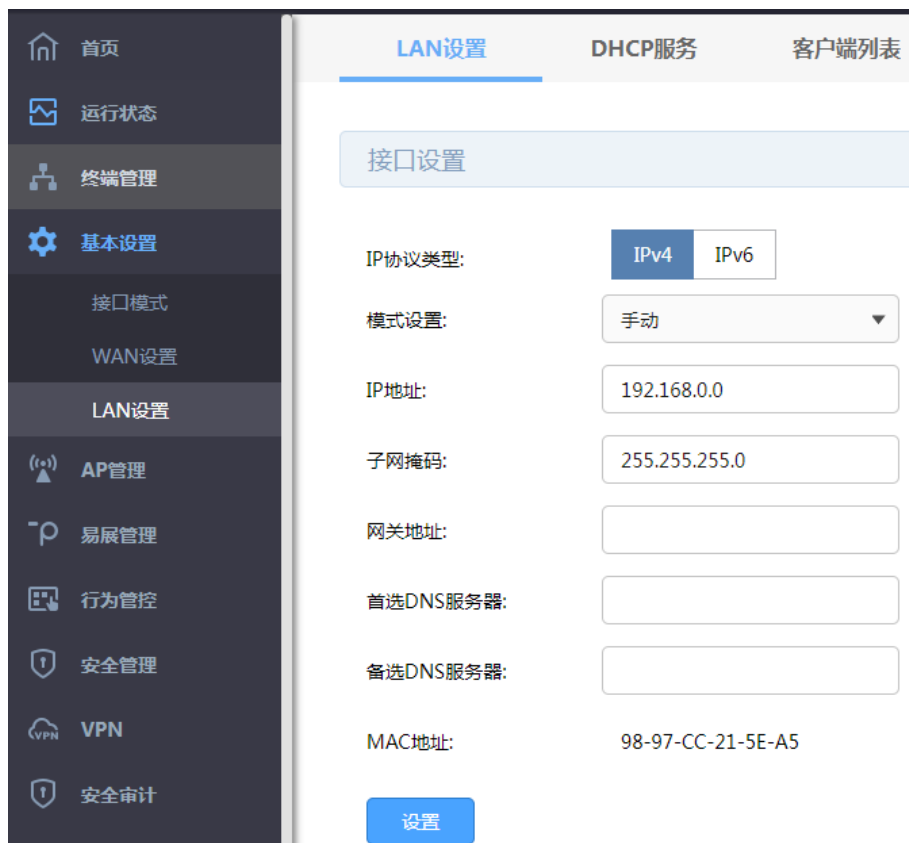 首页
运行状态
终端管理
基本设置
接口模式
WAN设置
LAN设置
AP管理
易展管理
行为管控
安全管理
VPN
安全审计
LAN设置 DHCP服务 客户端列表
接口设置
IP协议类型: IPv4 IPv6
模式设置: 手动
IP地址: 192.168.0.0
子网掩码: 255.255.255.0
网关地址:
首选DNS服务器:
备选DNS服务器:
MAC地址: 98-97-CC-21-5E-A5
设置